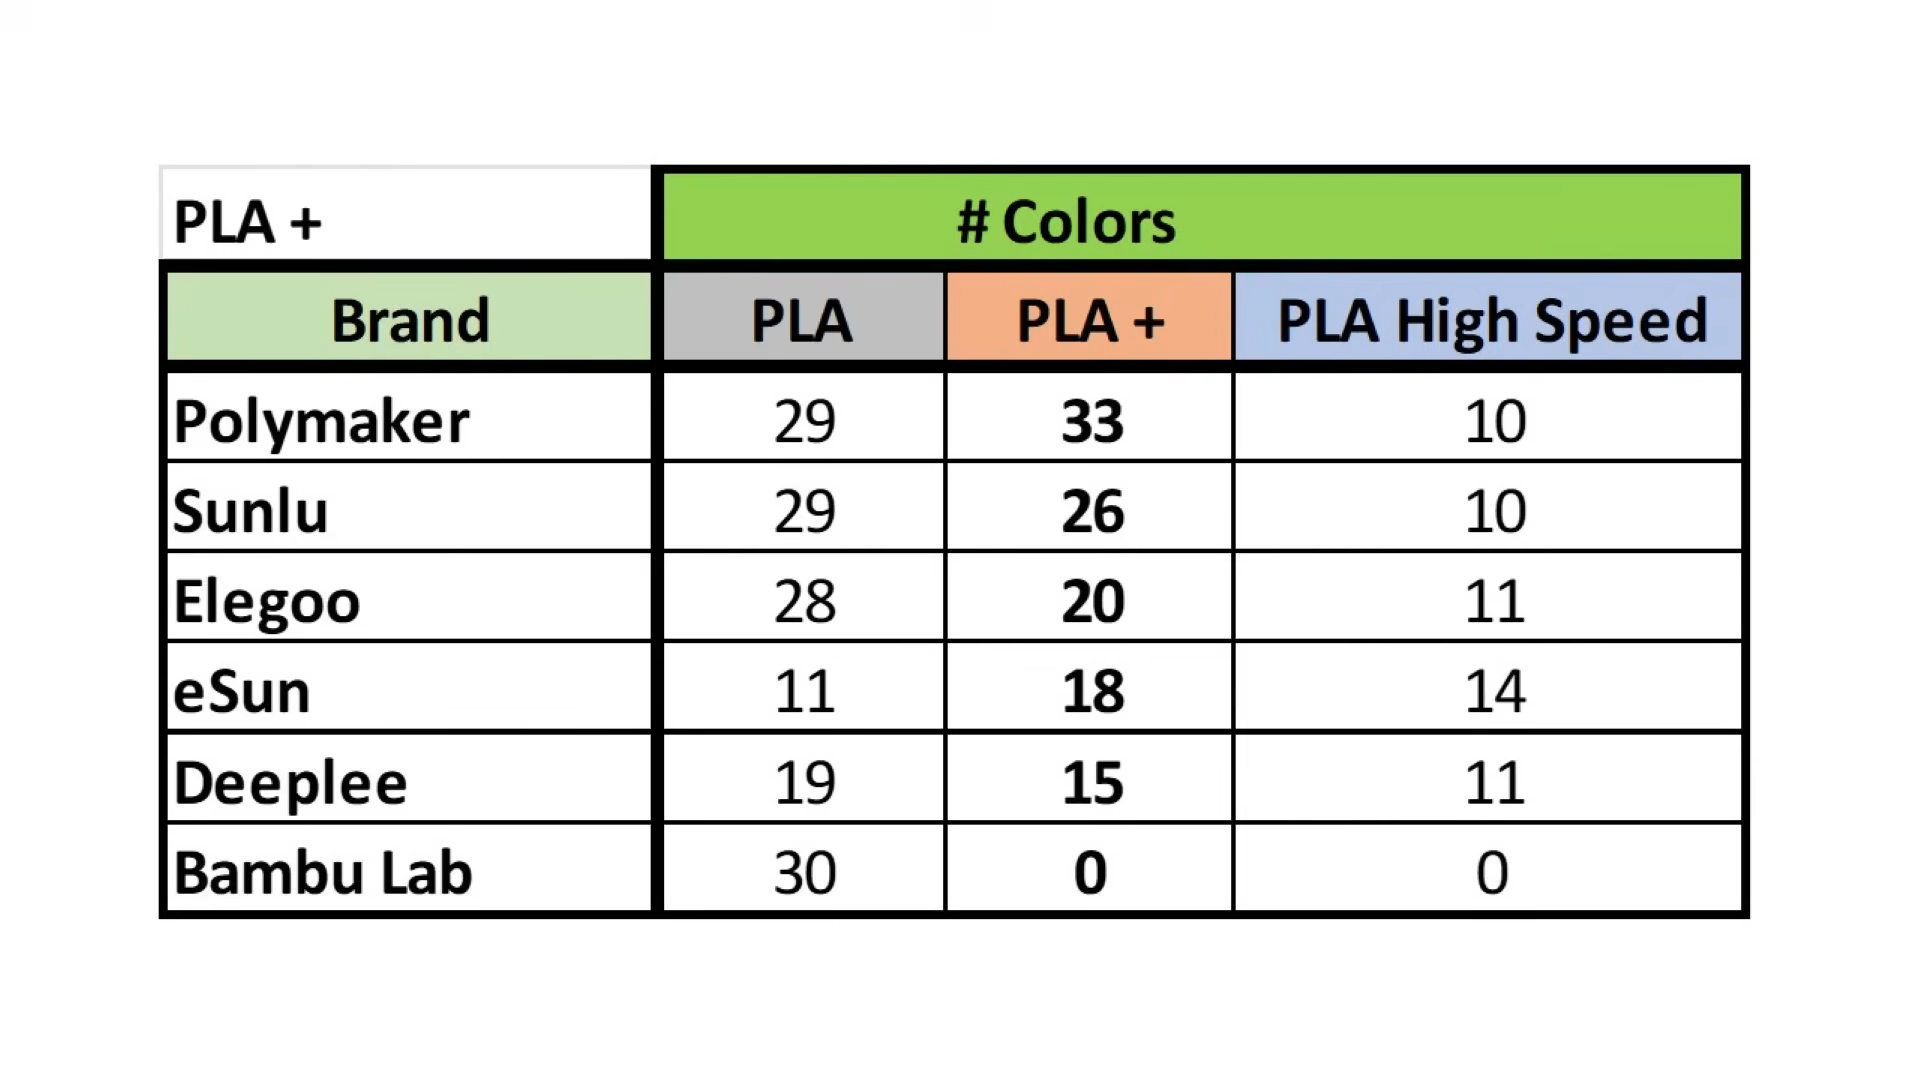 PLA + # Colors
Brand PLA PLA + PLA High Speed
Polymaker 29 33 10
Sunlu 29 26 10
Elegoo 28 20 11
eSun 11 18 14
Deeplee 19 15 11
Bambu Lab 30 0 0